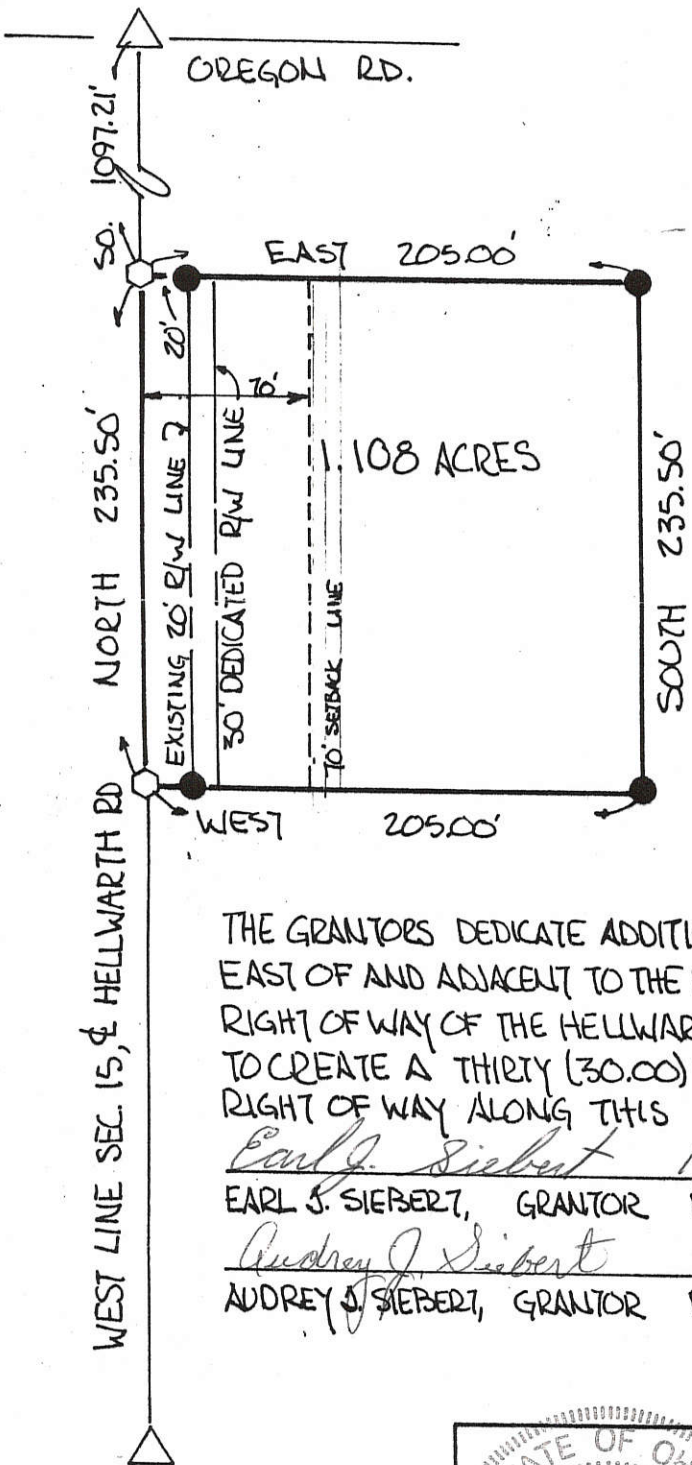 OREGON RD.
SO. 1097.21'
EAST 205.00'
20'
70'
NORTH 235.50'
EXISTING 20' R/W LINE
30' DEDICATED R/W LINE
70' SETBACK LINE
1.108 ACRES
SOUTH 235.50'
WEST 205.00'
WEST LINE SEC. 15, ℄ HELLWARTH RD
THE GRANTORS DEDICATE ADDITI
EAST OF AND ADJACENT TO THE
RIGHT OF WAY OF THE HELLWAR
TO CREATE A THIRTY (30.00)
RIGHT OF WAY ALONG THIS
Earl J. Siebert
EARL J. SIEBERT, GRANTOR
Audrey J. Siebert
AUDREY J. SIEBERT, GRANTOR
ATE OF O